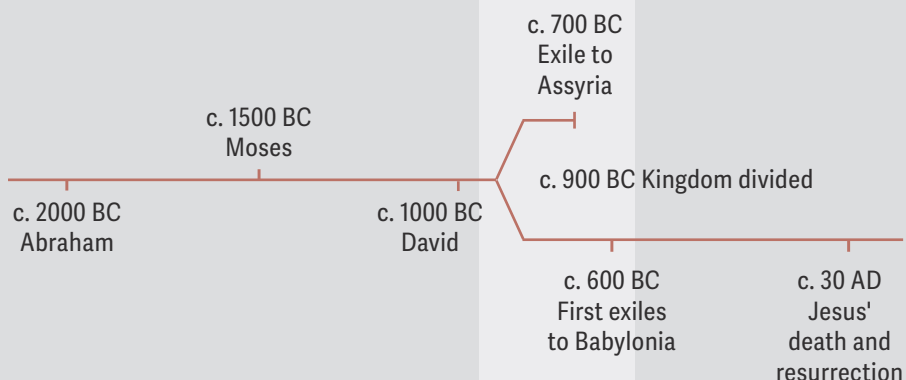 c. 700 BC
Exile to
Assyria
c. 1500 BC
Moses
c. 900 BC Kingdom divided
c. 2000 BC
Abraham
c. 1000 BC
David
c. 600 BC
First exiles
to Babylonia
c. 30 AD
Jesus'
death and
resurrection